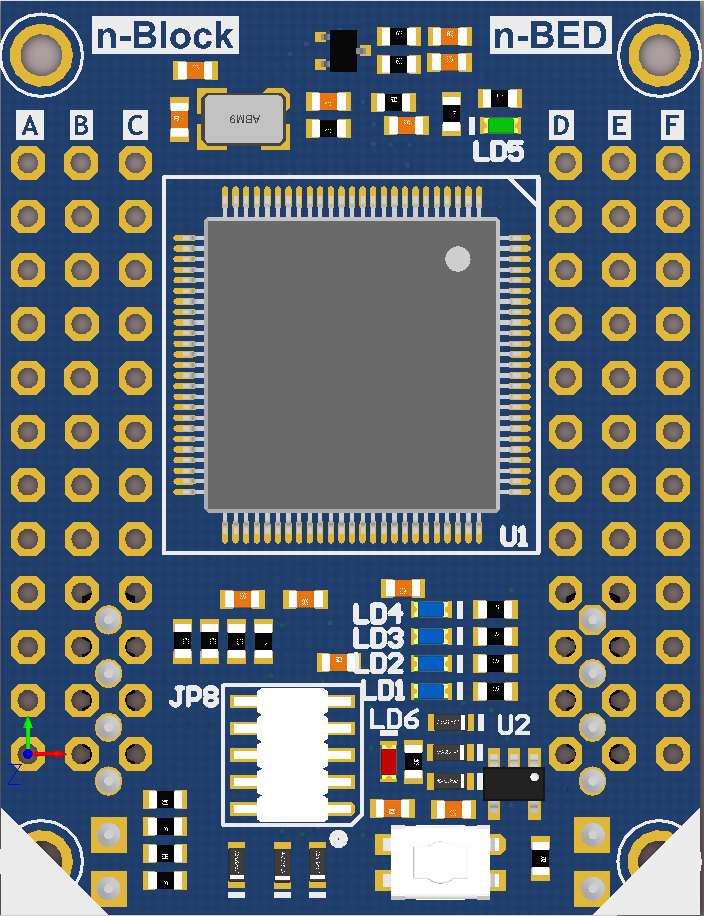 n-Block n-BED
ABM9
A B C D E F
LD5
U1
LD4
LD3
LD2
LD1
JP8
LD6
U2
Z